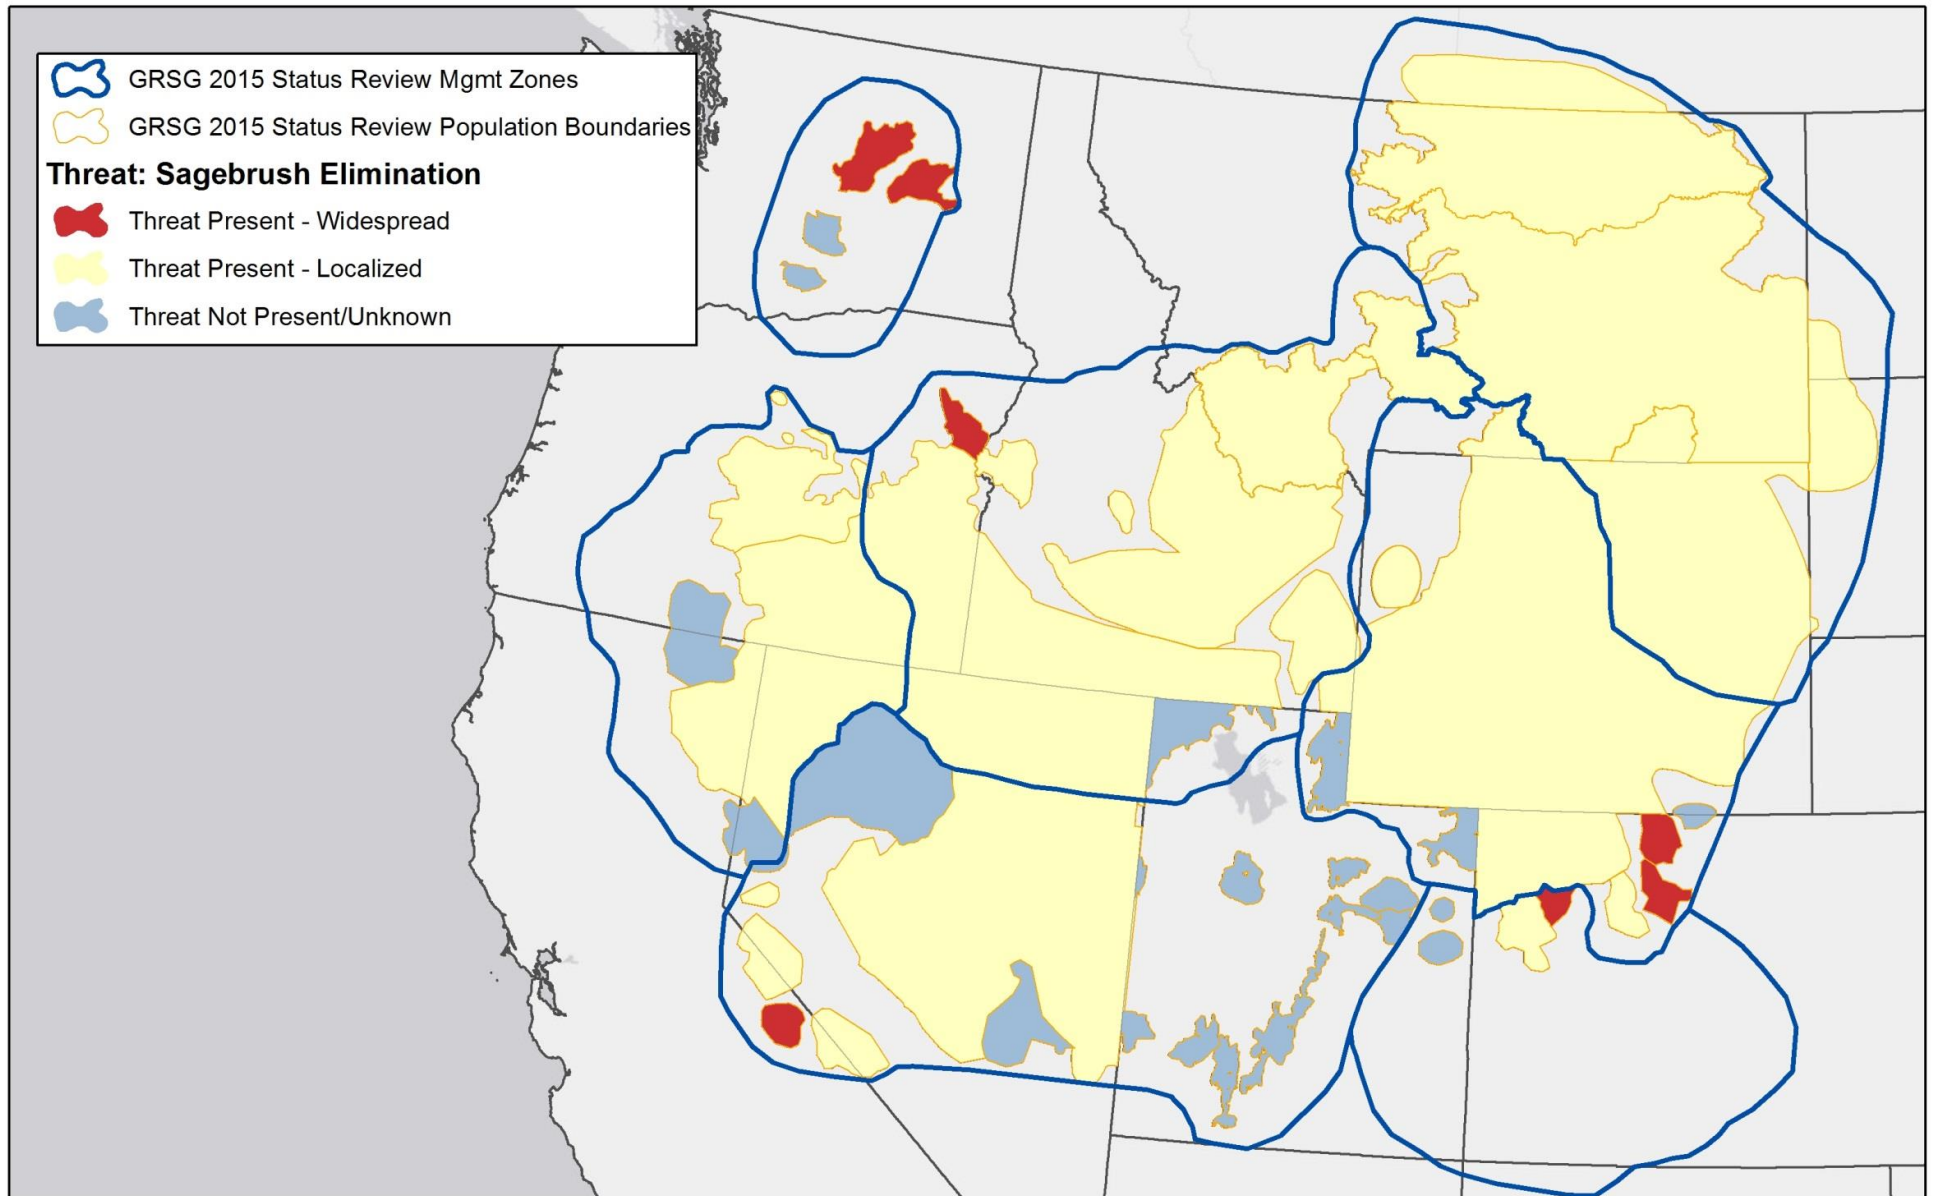 GRSG 2015 Status Review Mgmt Zones
GRSG 2015 Status Review Population Boundaries
Threat: Sagebrush Elimination
Threat Present - Widespread
Threat Present - Localized
Threat Not Present/Unknown